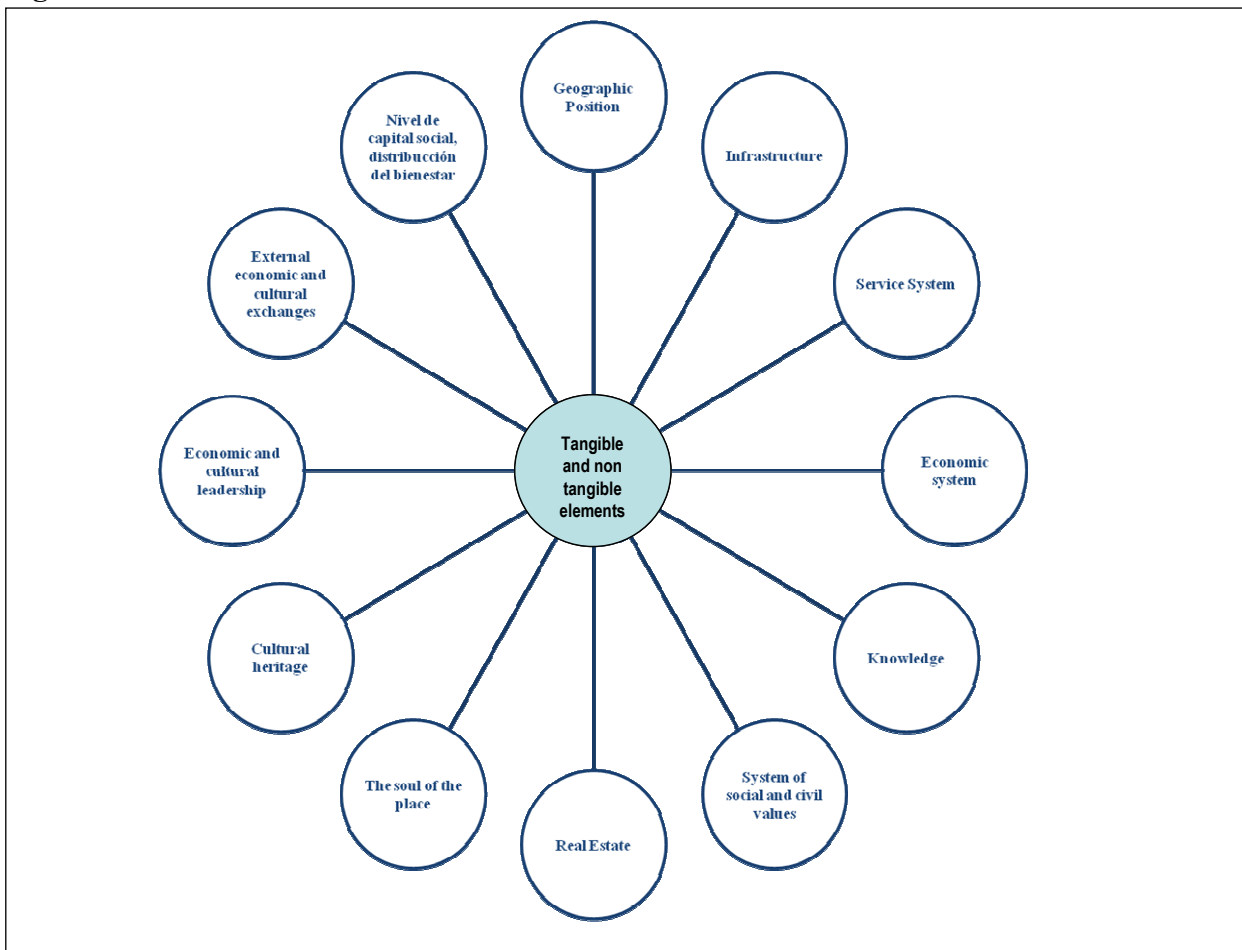 Geographic
Position
Infrastructure
Service System
Economic
system
Knowledge
System of
social and civil
values
Real Estate
The soul of the
place
Cultural
heritage
Economic and
cultural
leadership
External
economic and
cultural
exchanges
Nivel de
capital social,
distribucción
del bienestar
Tangible
and non
tangible
elements